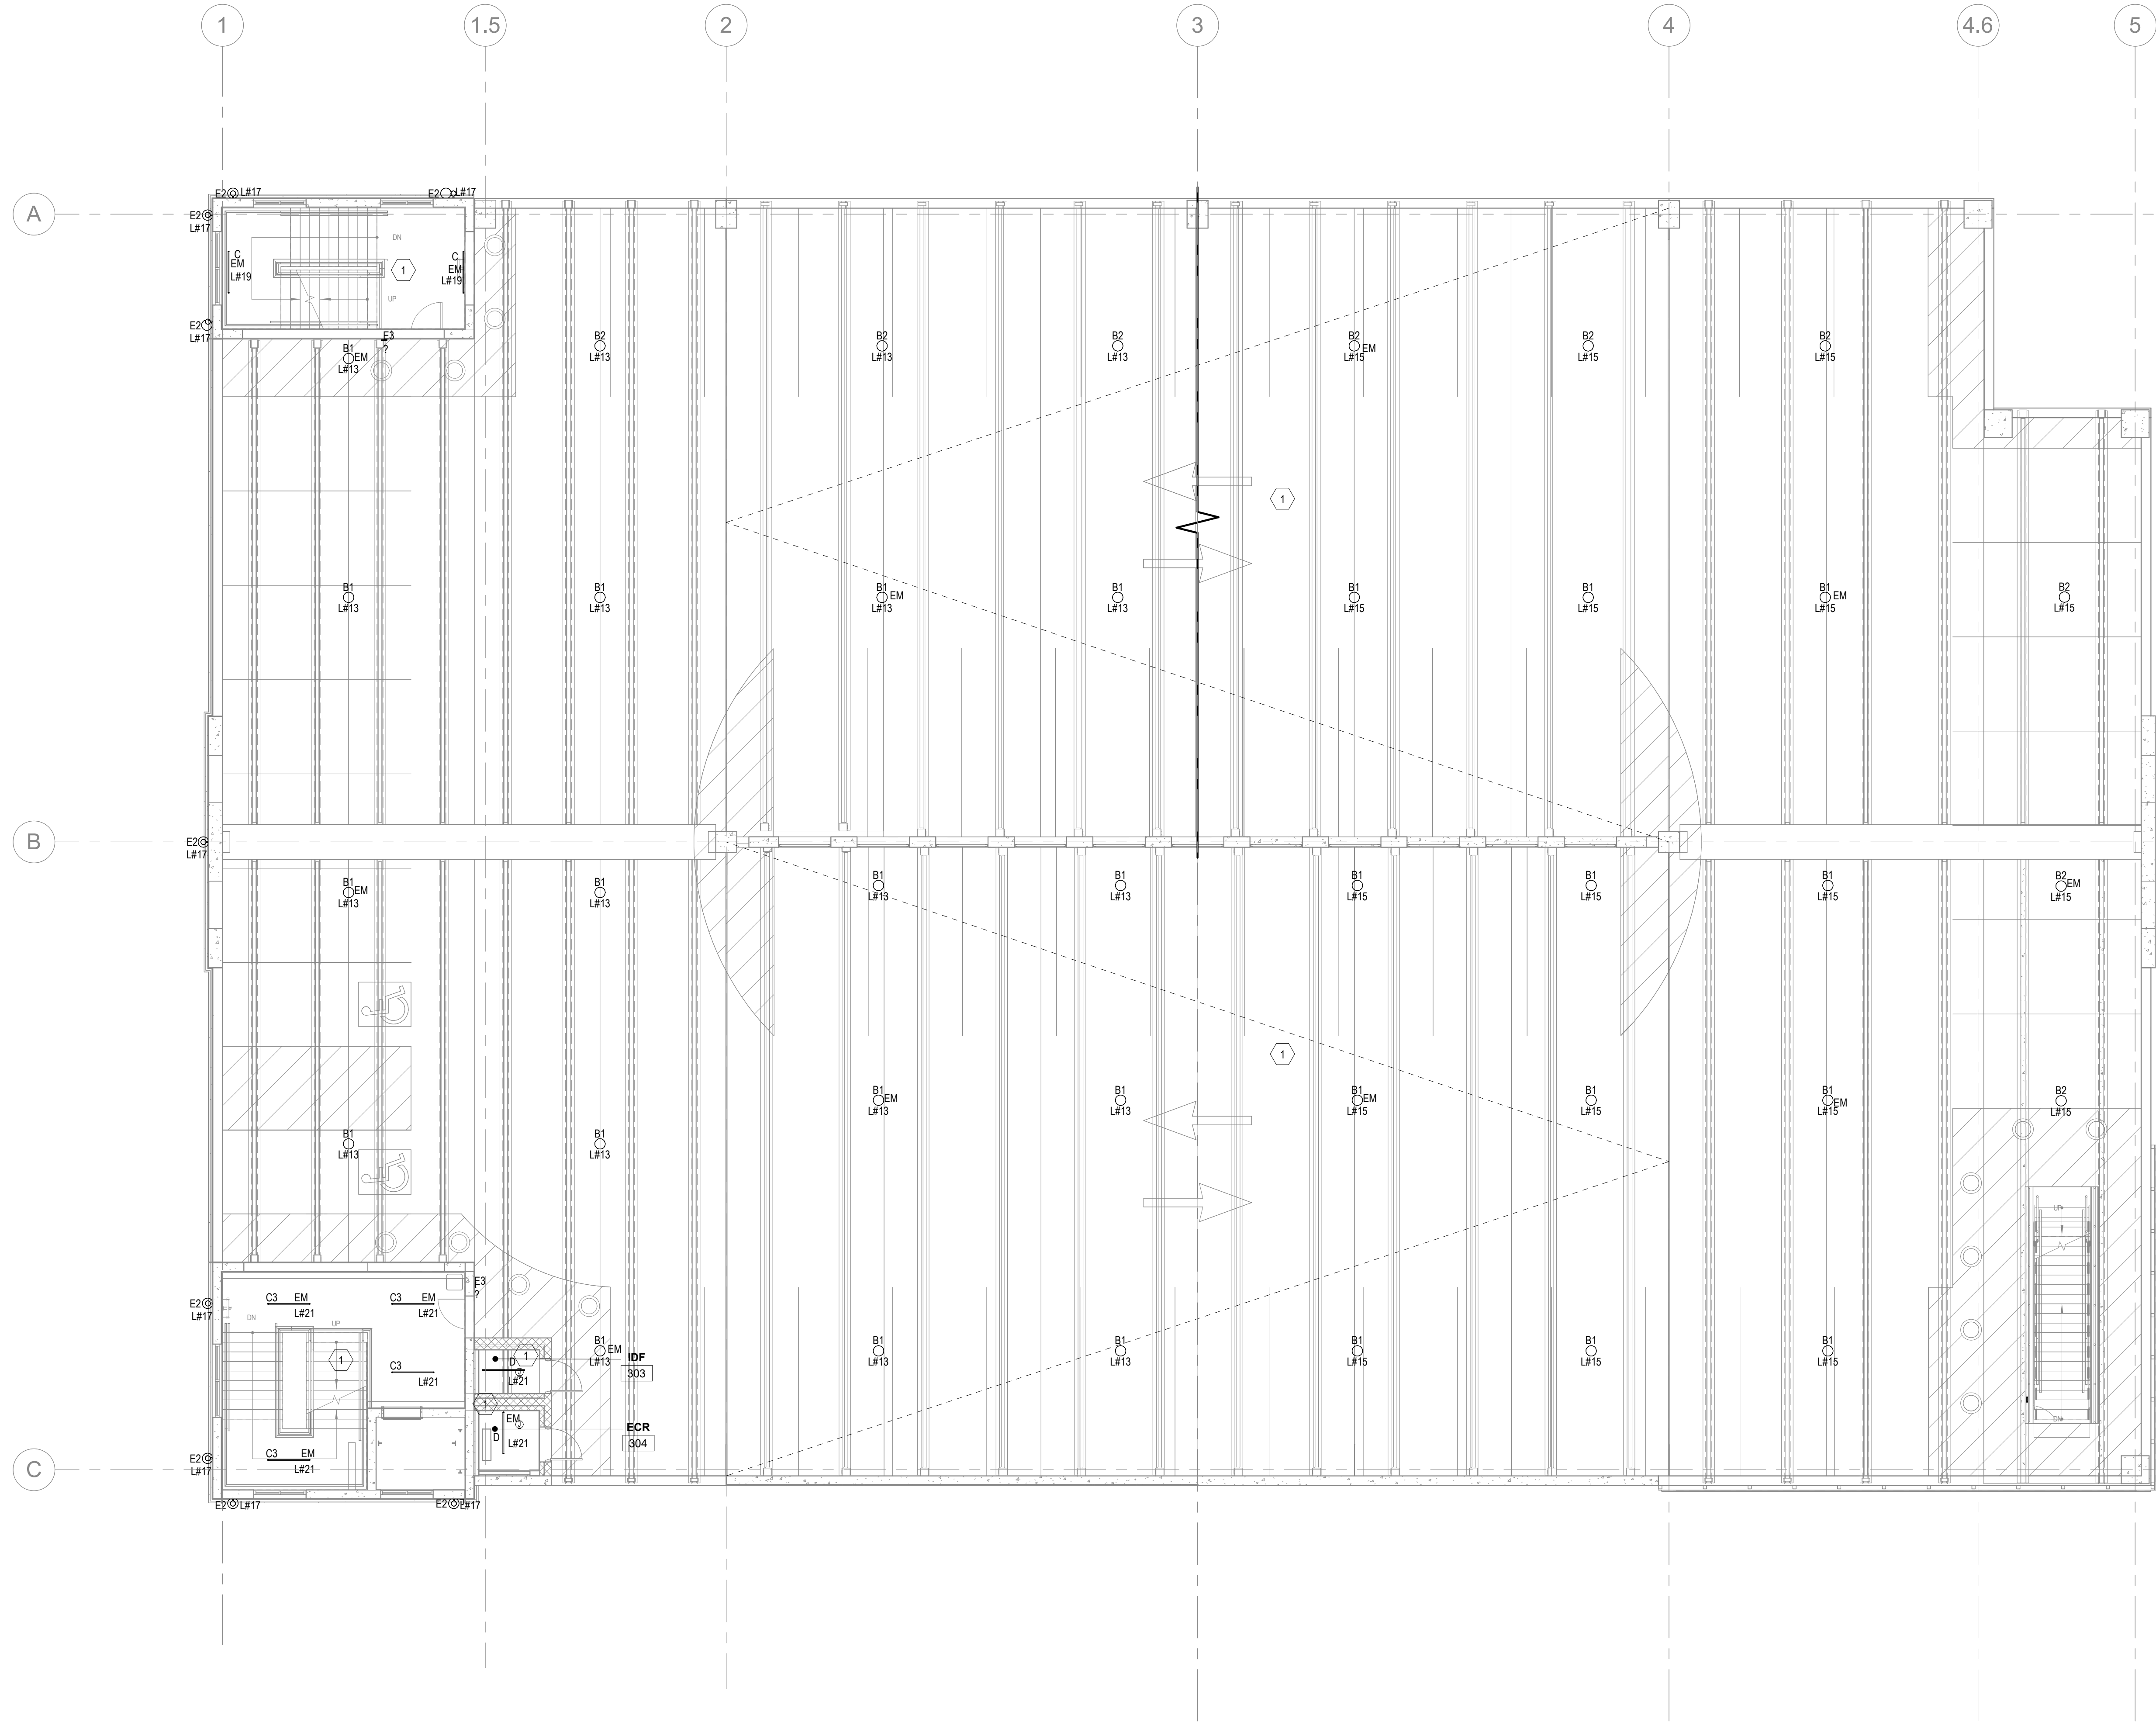 1 1.5 2 3 4 4.6 5
E2 L#17 E2 L#17
A
E2
L#17
DN
C C
EM EM
L#19 L#19
1
UP
E2
L#17
E3
?
B1 EM
L#13
B2 B2 B2 B2 EM B2 B2
L#13 L#13 L#13 L#15 L#15 L#15
1
B1 B1 B1 EM B1 B1 B1 B1 EM B2
L#13 L#13 L#13 L#13 L#15 L#15 L#15 L#15
B
E2
L#17
B1 EM B1 B1 B1 B1 B1 B1 B2 EM
L#13 L#13 L#13 L#13 L#15 L#15 L#15 L#15
1
B1 EM B1 B1 EM B1 B1 EM B2
L#13 L#13 L#15 L#15 L#15 L#15
B1 B1
L#13 L#13
UP
E3
?
E2
L#17
C3 EM C3 EM
L#21 L#21
DN UP
1
C3
L#21
B1 EM B1 B1 B1 B1 B1
L#13 L#13 L#13 L#15 L#15 L#15
D 1 IDF
L#21 303
1
EM 2 ECR
D L#21 304
DN
C
E2
L#17
C3 EM
L#21
E2 L#17 E2 L#17